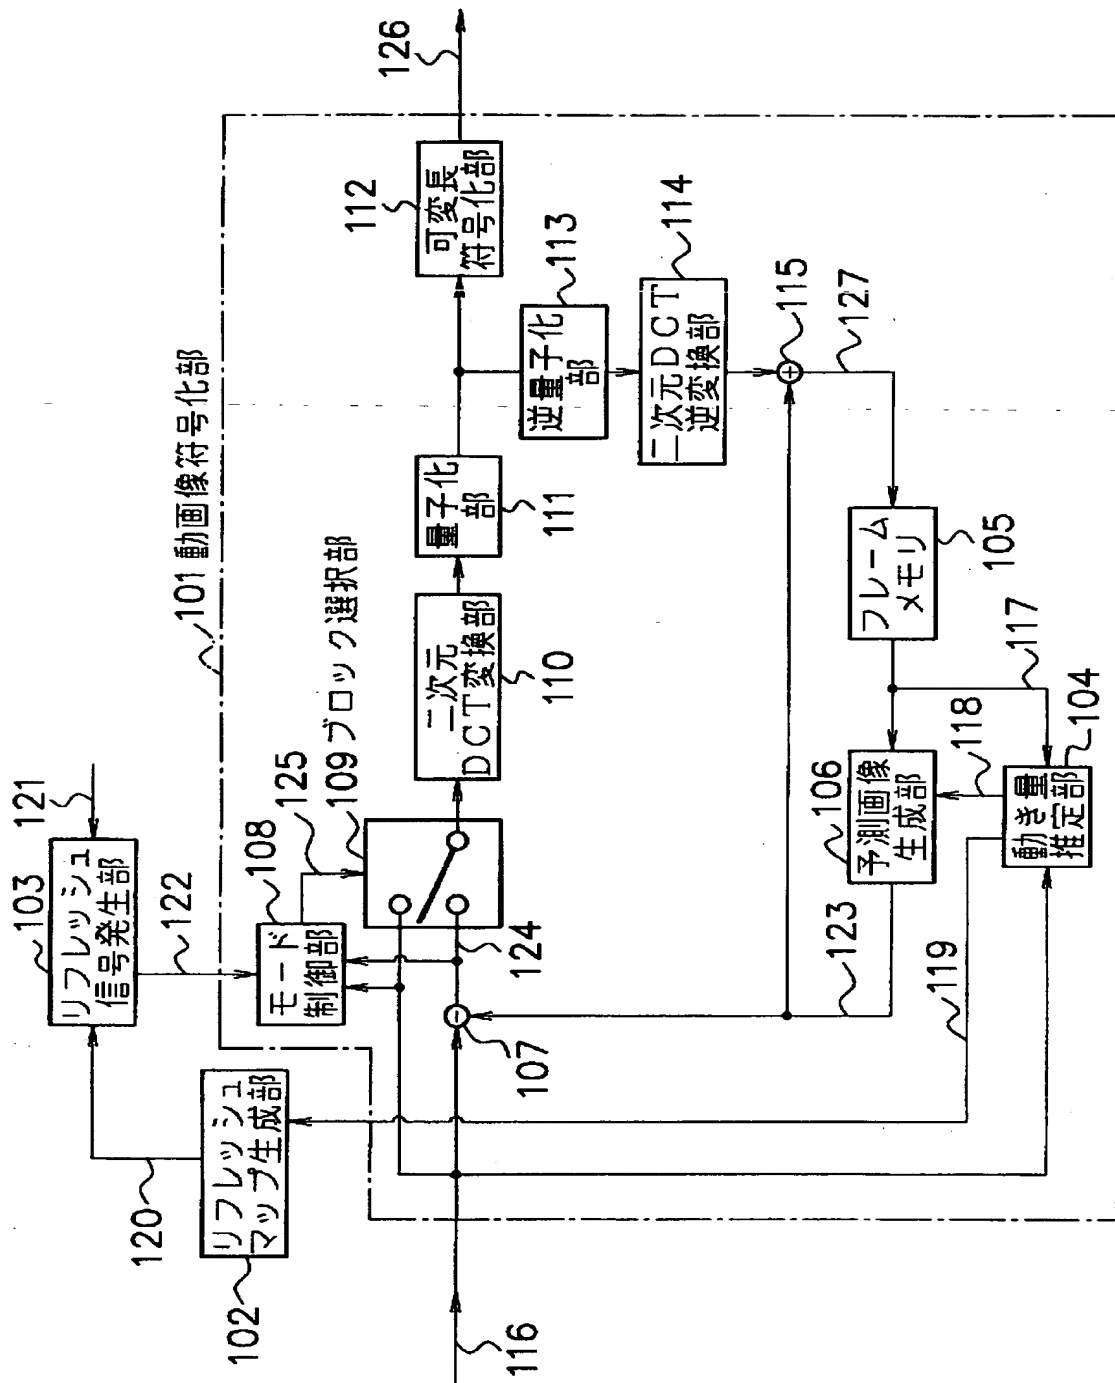 101 動画像符号化部
121
103
リフレッシュ
信号発生部
122
120
リフレッシュ
マップ生成部
102
108
モード
制御部
125
109 ブロック選択部
124
107
116
二次元
DCT変換部
110
量子化
部
111
112
可変長
符号化部
126
逆量子化
部
113
二次元DCT
逆変換部
114
115
127
フレーム
メモリ
105
117
106
予測画像
生成部
118
123
動き量
推定部
104
119